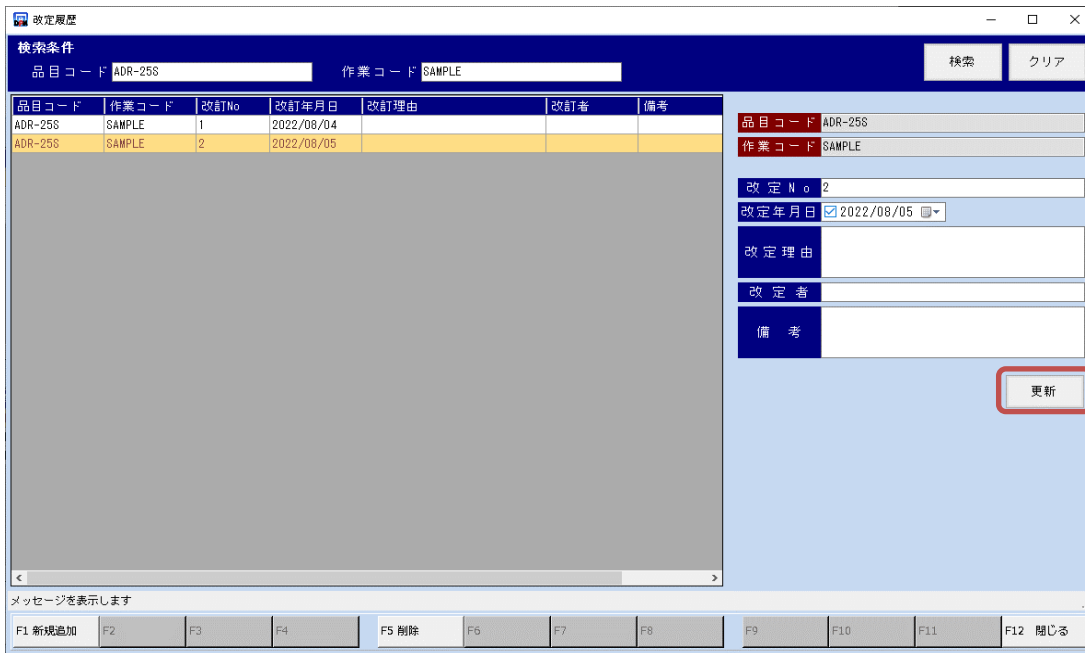 改定履歴
検索条件
品目コード ADR-25S 作業コード SAMPLE 検索 クリア
品目コード 作業コード 改訂No 改訂年月日 改訂理由 改訂者 備考
ADR-25S SAMPLE 1 2022/08/04
ADR-25S SAMPLE 2 2022/08/05
品目コード ADR-25S
作業コード SAMPLE
改定No 2
改定年月日 2022/08/05
改定理由
改定者
備考
更新
メッセージを表示します
F1 新規追加 F2 F3 F4 F5 削除 F6 F7 F8 F9 F10 F11 F12 閉じる